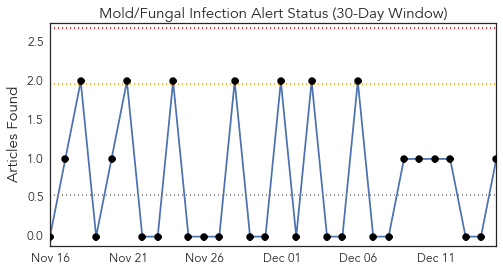 Mold/Fungal Infection Alert Status (30-Day Window)
Articles Found
2.5
2.0
1.5
1.0
0.5
0.0
Nov 16 Nov 21 Nov 26 Dec 01 Dec 06 Dec 11